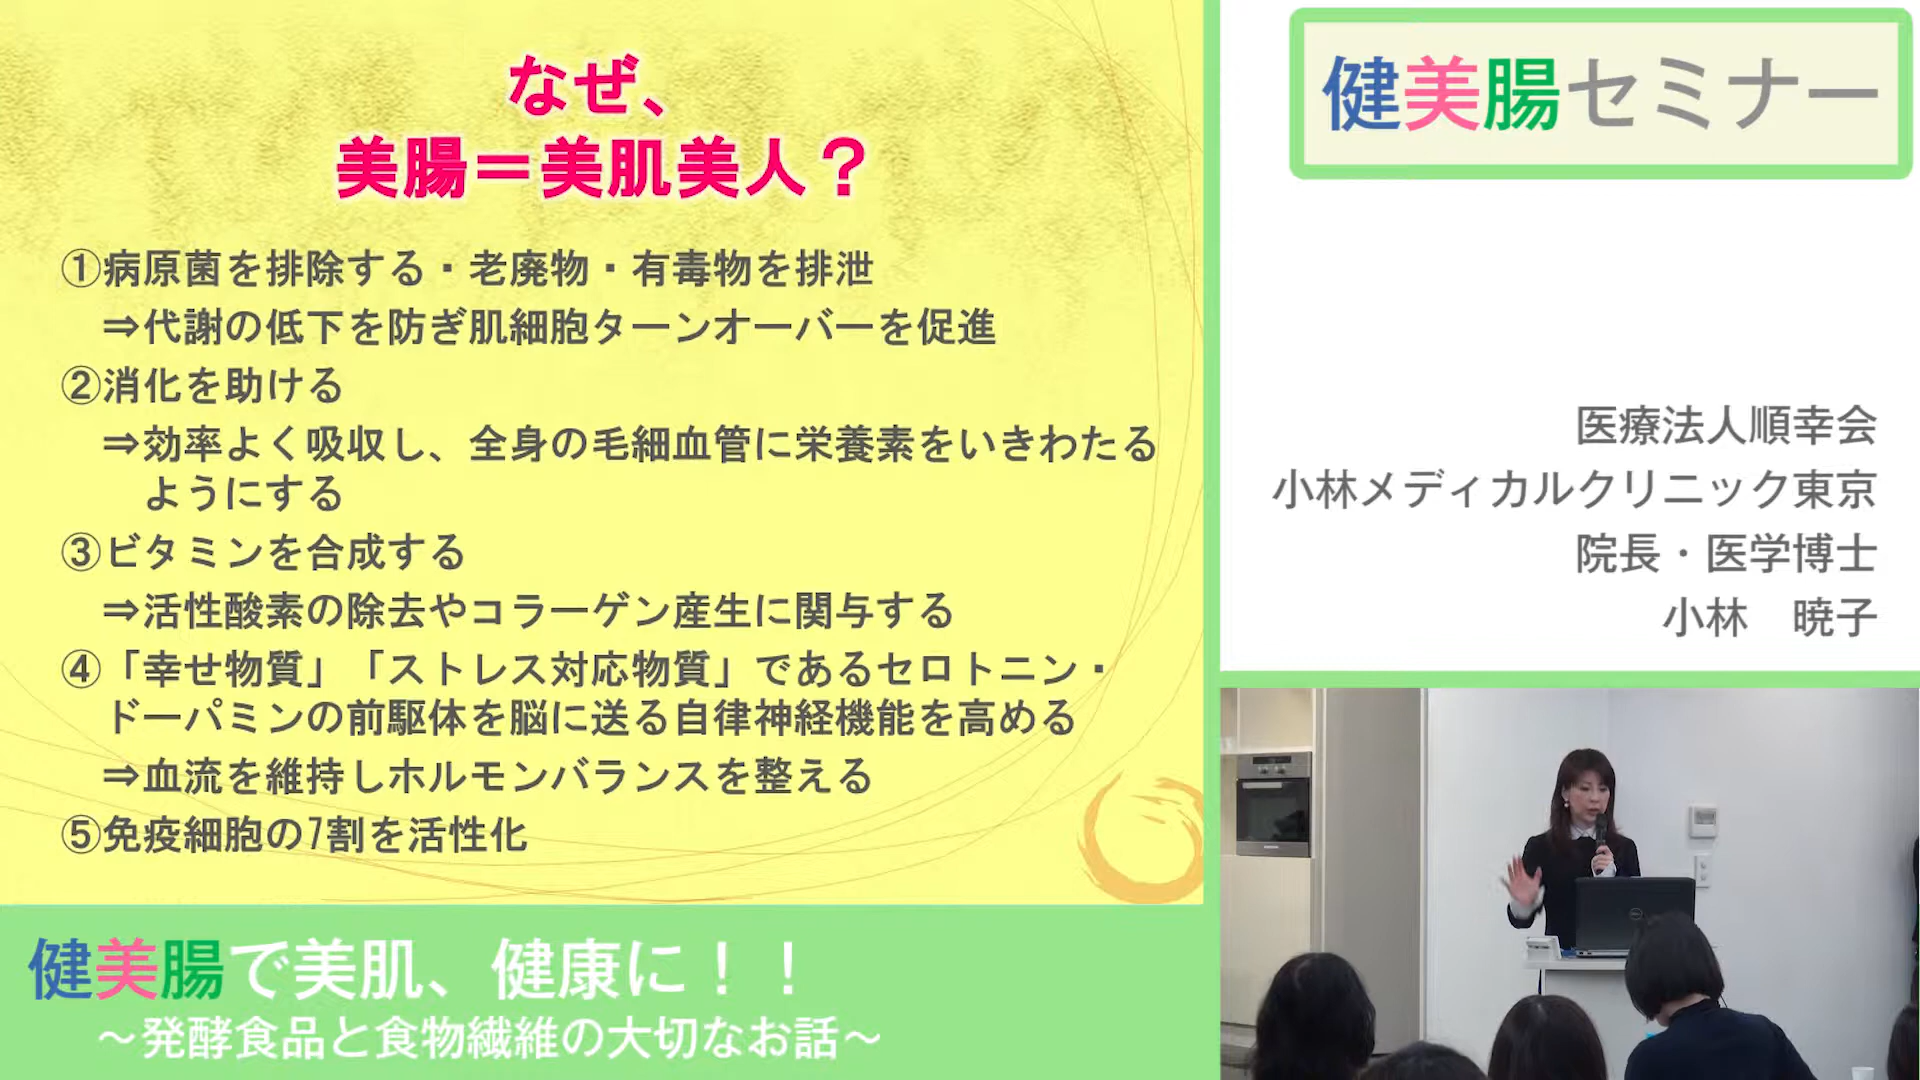 なぜ、
美腸＝美肌美人？
①病原菌を排除する・老廃物・有毒物を排泄
⇒代謝の低下を防ぎ肌細胞ターンオーバーを促進
②消化を助ける
⇒効率よく吸収し、全身の毛細血管に栄養素をいきわたる
ようにする
③ビタミンを合成する
⇒活性酸素の除去やコラーゲン産生に関与する
④「幸せ物質」「ストレス対応物質」であるセロトニン・
ドーパミンの前駆体を脳に送る自律神経機能を高める
⇒血流を維持しホルモンバランスを整える
⑤免疫細胞の7割を活性化
健美腸セミナー
医療法人順幸会
小林メディカルクリニック東京
院長・医学博士
小林　暁子
健美腸で美肌、健康に！！
～発酵食品と食物繊維の大切なお話～